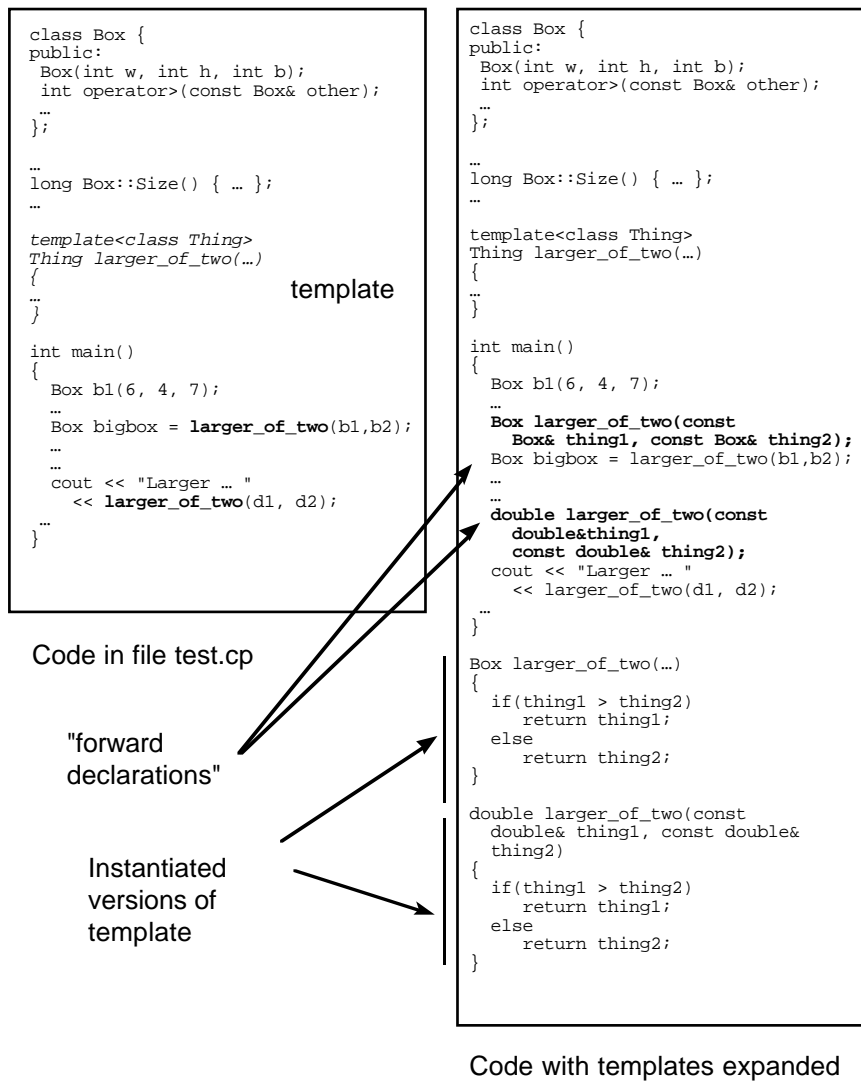 class Box {
public:
Box(int w, int h, int b);
int operator>(const Box& other);
…
};
…
long Box::Size() { … };
…
template<class Thing>
Thing larger_of_two(…)
{
…
}
template
int main()
{
Box b1(6, 4, 7);
…
Box bigbox = larger_of_two(b1,b2);
…
…
cout << "Larger … "
<< larger_of_two(d1, d2);
…
}
Code in file test.cp
"forward
declarations"
Instantiated
versions of
template
class Box {
public:
Box(int w, int h, int b);
int operator>(const Box& other);
…
};
…
long Box::Size() { … };
…
template<class Thing>
Thing larger_of_two(…)
{
…
}
int main()
{
Box b1(6, 4, 7);
…
Box larger_of_two(const
Box& thing1, const Box& thing2);
Box bigbox = larger_of_two(b1,b2);
…
…
double larger_of_two(const
double&thing1,
const double& thing2);
cout << "Larger … "
<< larger_of_two(d1, d2);
…
}
Box larger_of_two(…)
{
if(thing1 > thing2)
return thing1;
else
return thing2;
}
double larger_of_two(const
double& thing1, const double&
thing2)
{
if(thing1 > thing2)
return thing1;
else
return thing2;
}
Code with templates expanded